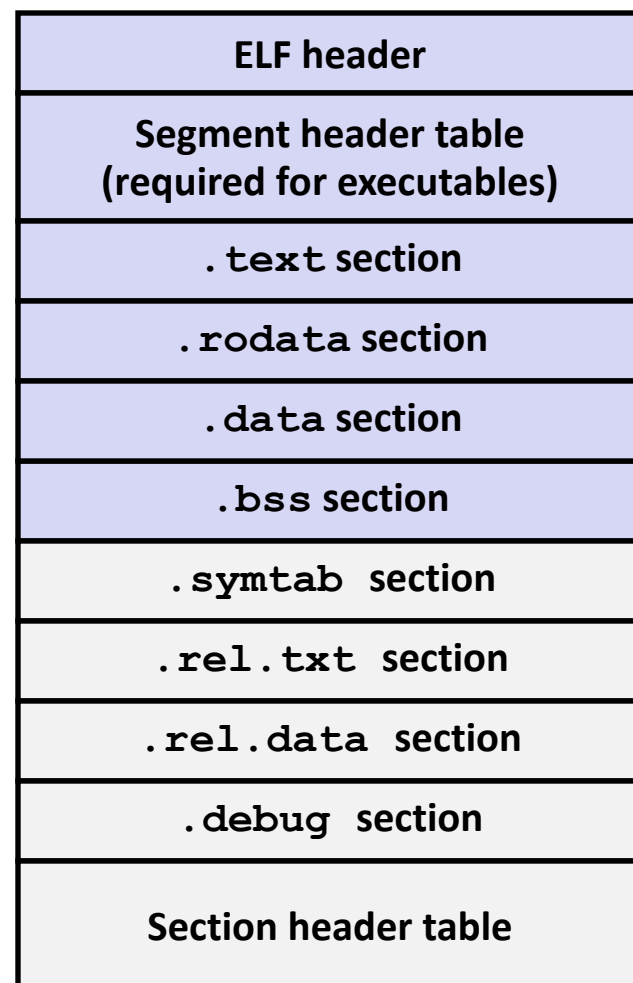 ELF header
Segment header table
(required for executables)
.text section
.rodata section
.data section
.bss section
.symtab section
.rel.txt section
.rel.data section
.debug section
Section header table